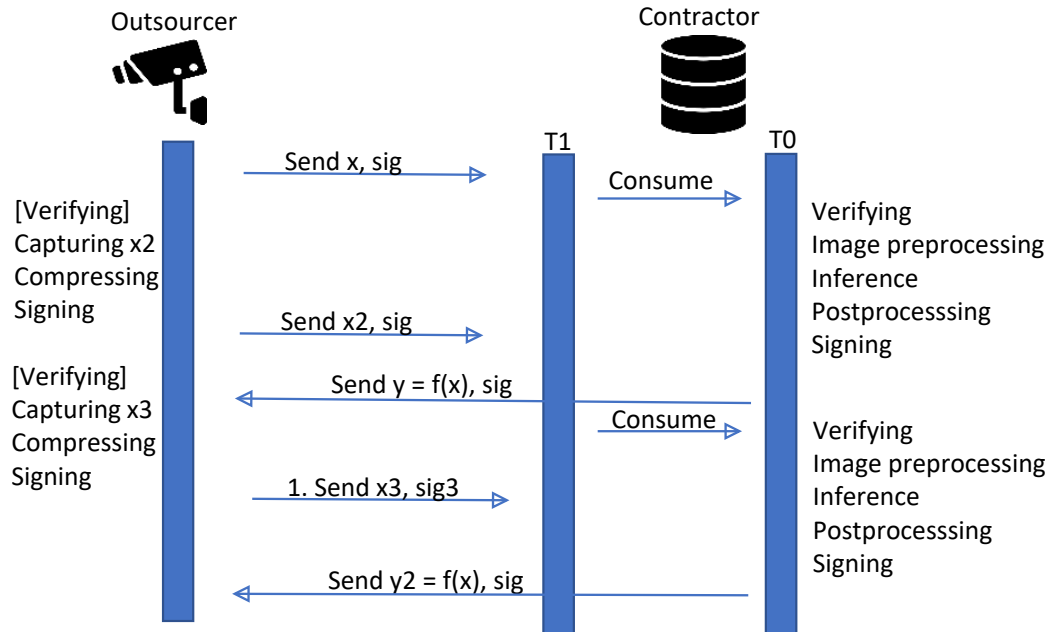 Outsourcer
Contractor
T1
T0
Send x, sig
Consume
[Verifying]
Capturing x2
Compressing
Signing
Verifying
Image preprocessing
Inference
Postprocesssing
Signing
Send x2, sig
[Verifying]
Capturing x3
Compressing
Signing
Send y = f(x), sig
Consume
Verifying
Image preprocessing
Inference
Postprocesssing
Signing
1. Send x3, sig3
Send y2 = f(x), sig